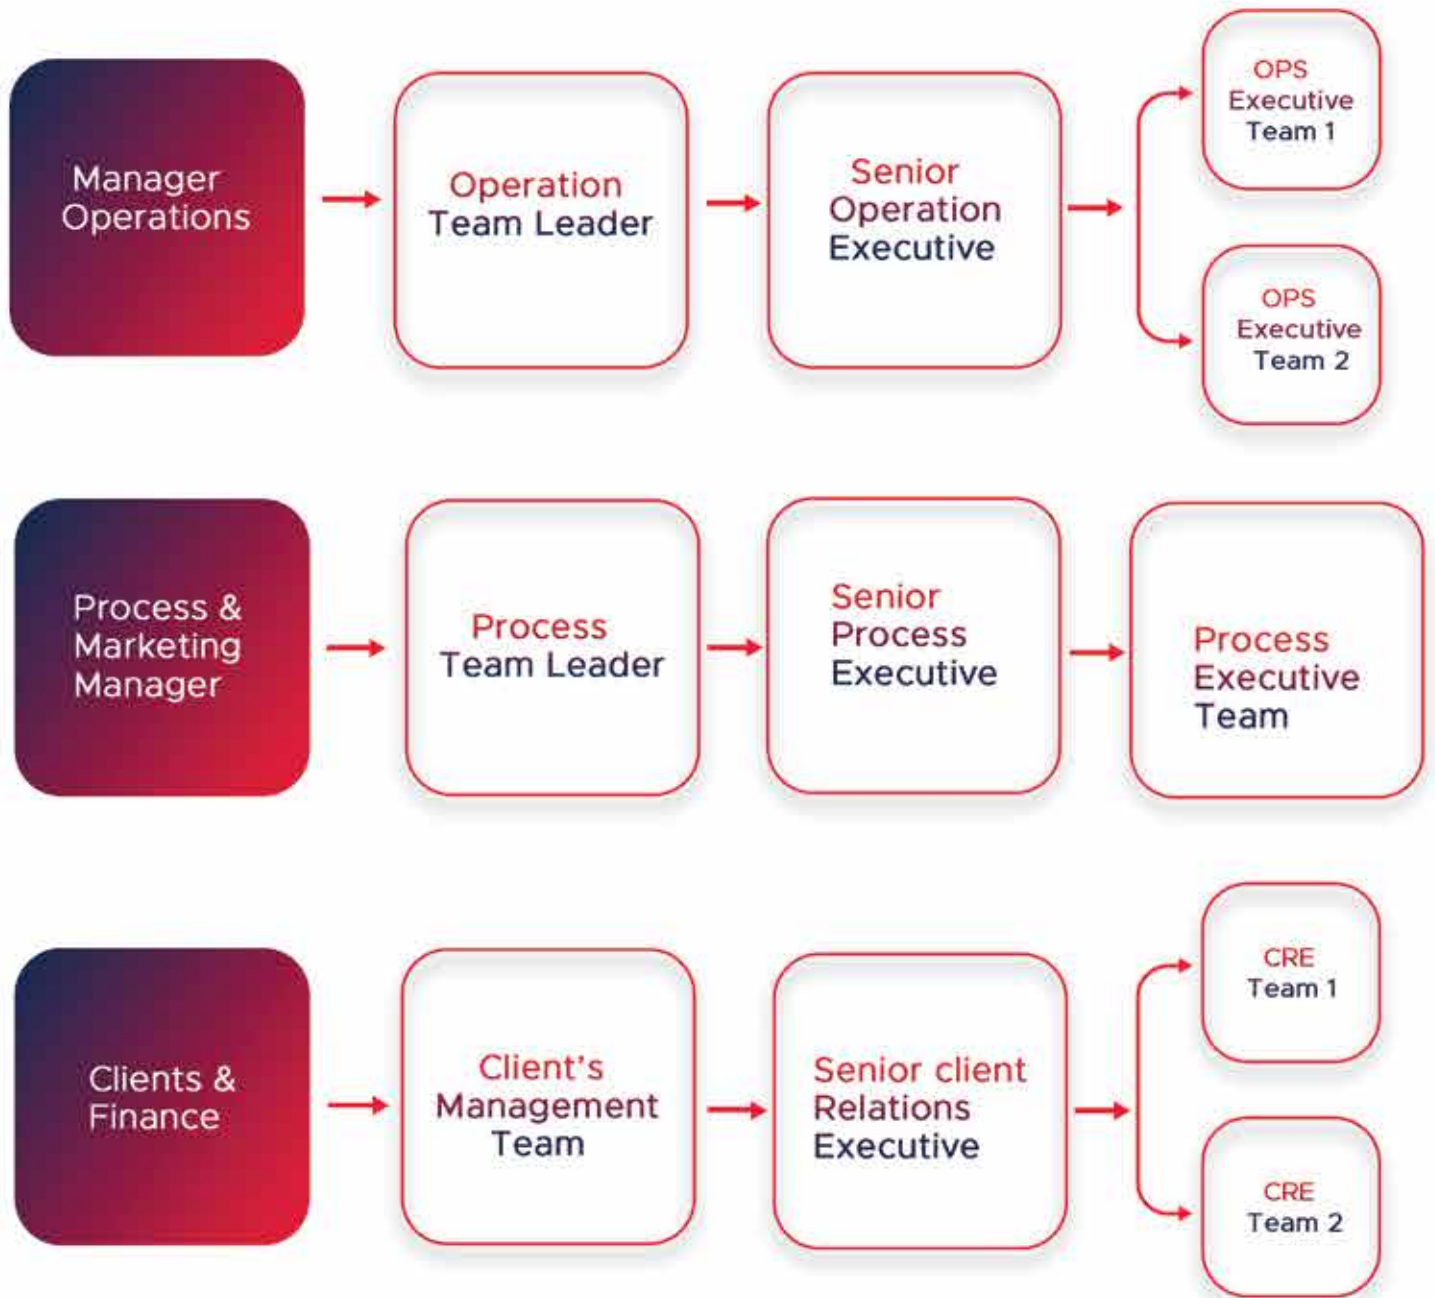 Manager
Operations
Operation
Team Leader
Senior
Operation
Executive
OPS
Executive
Team 1
OPS
Executive
Team 2
Process &
Marketing
Manager
Process
Team Leader
Senior
Process
Executive
Process
Executive
Team
Clients &
Finance
Client's
Management
Team
Senior client
Relations
Executive
CRE
Team 1
CRE
Team 2